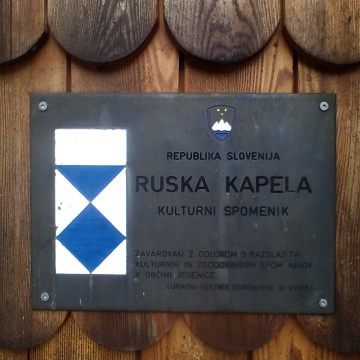 REPUBLIKA SLOVENIJA
RUSKA KAPELA
KULTURNI SPOMENIK
ZAVAROVAN Z ODLOKOM O RAZGLASITVI
KULTURNIH IN ZGODOVINSKIH SPOMENIKOV
V OBČINI JESENICE
(URADNI VESTNIK GORENJSKE